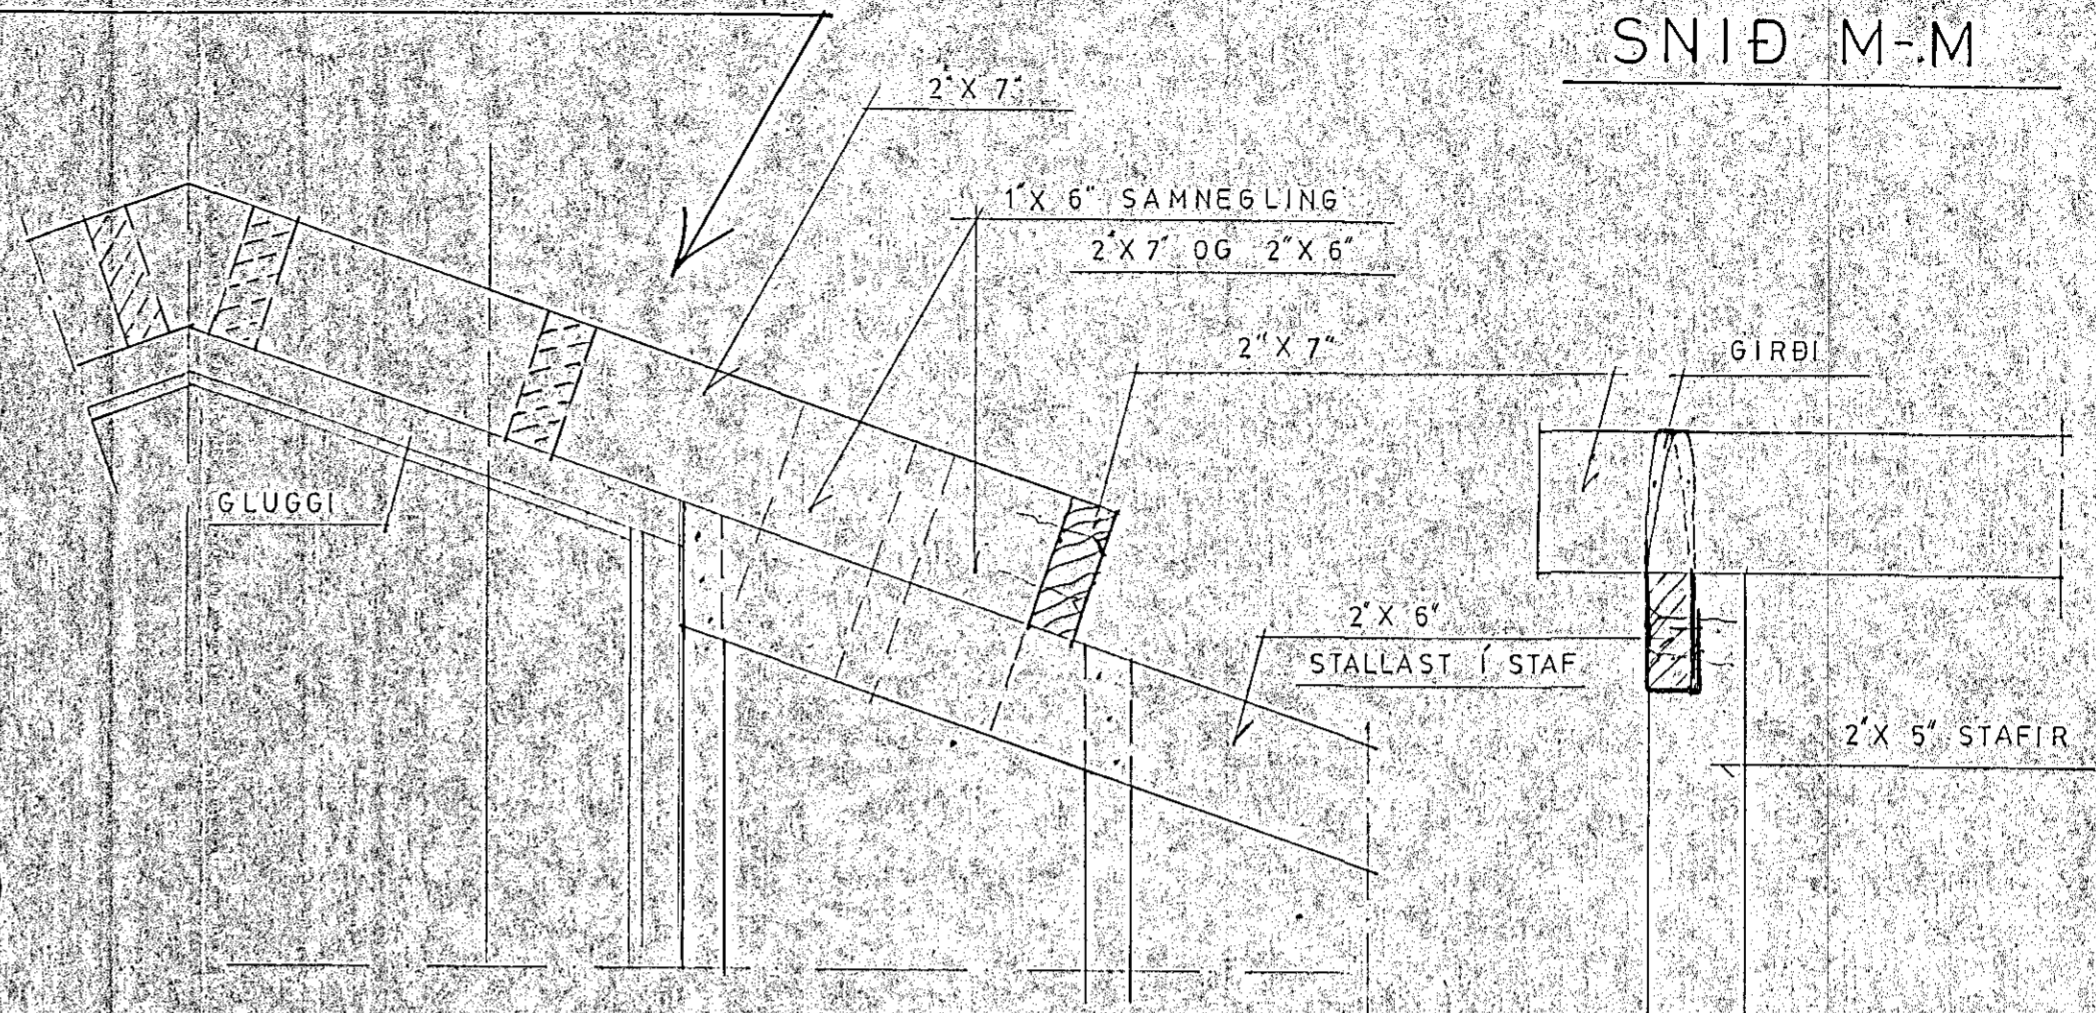 SNIÐ M-M
2"X 7"
1"X 6" SAMNEGLING
2"X 7" OG 2"X 6"
2"X 7"
GIRÐI
GLUGGI
2"X 6"
STALLAST Í STAF
2"X 5" STAFIR